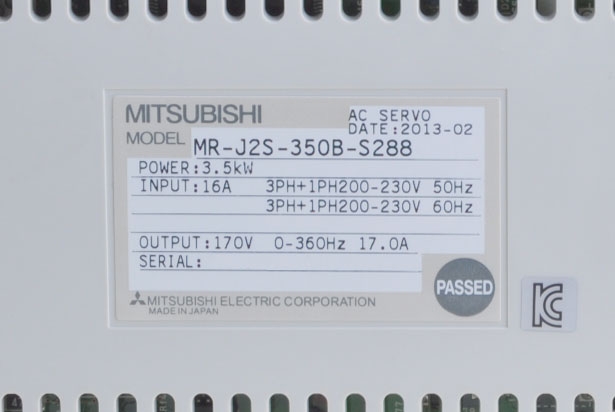 MITSUBISHI
AC SERVO
DATE:2013-02
MODEL MR-J2S-350B-S288
POWER:3.5kW
INPUT:16A 3PH+1PH200-230V 50Hz
3PH+1PH200-230V 60Hz
OUTPUT:170V 0-360Hz 17.0A
SERIAL:
PASSED
MITSUBISHI ELECTRIC CORPORATION
MADE IN JAPAN
KC